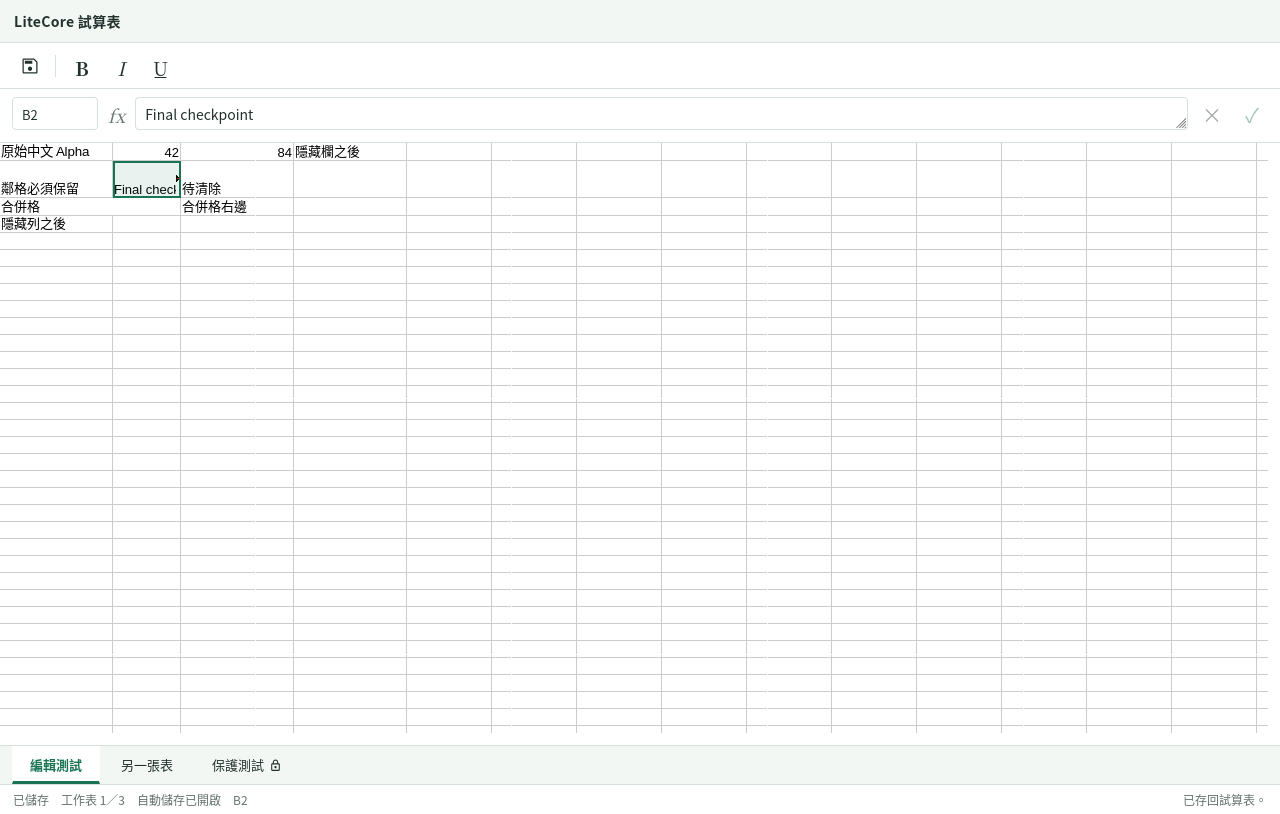 LiteCore 試算表
B I U
B2 fx Final checkpoint
原始中文 Alpha 42 84 隱藏欄之後
鄰格必須保留 Final check 待清除
合併格 合併格右邊
隱藏列之後
編輯測試 另一張表 保護測試
已儲存 工作表 1／3 自動儲存已開啟 B2 已存回試算表。